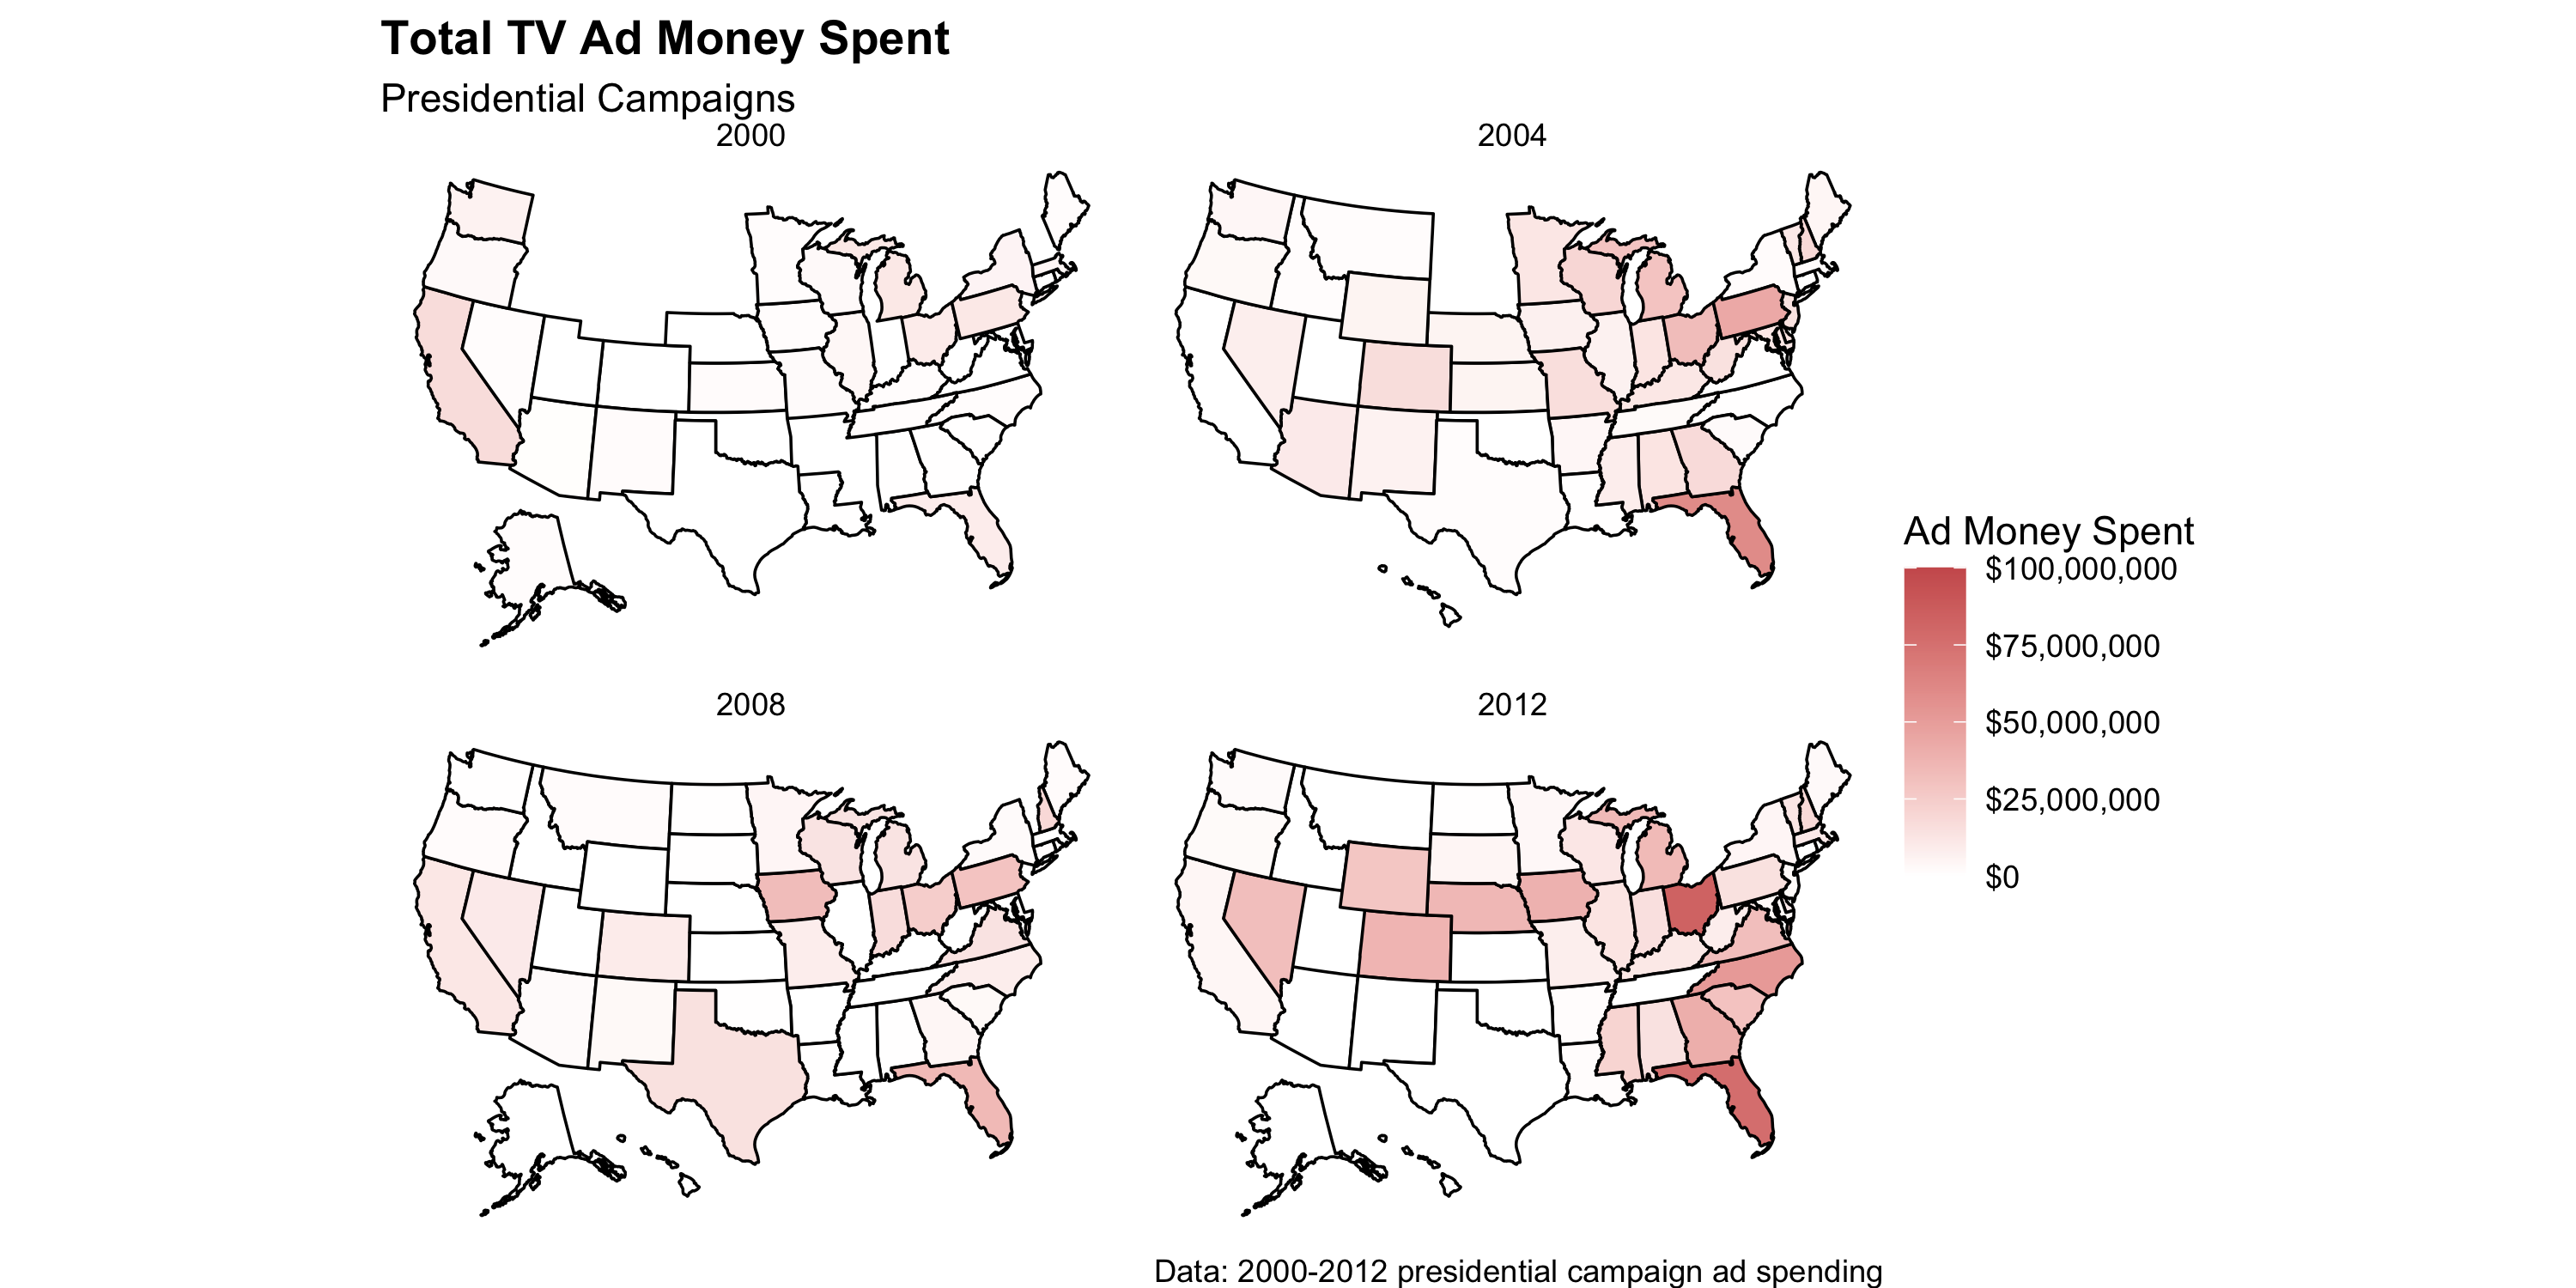 Total TV Ad Money Spent
Presidential Campaigns
2000
2004
Ad Money Spent
$100,000,000
$75,000,000
$50,000,000
$25,000,000
$0
2008
2012
Data: 2000-2012 presidential campaign ad spending